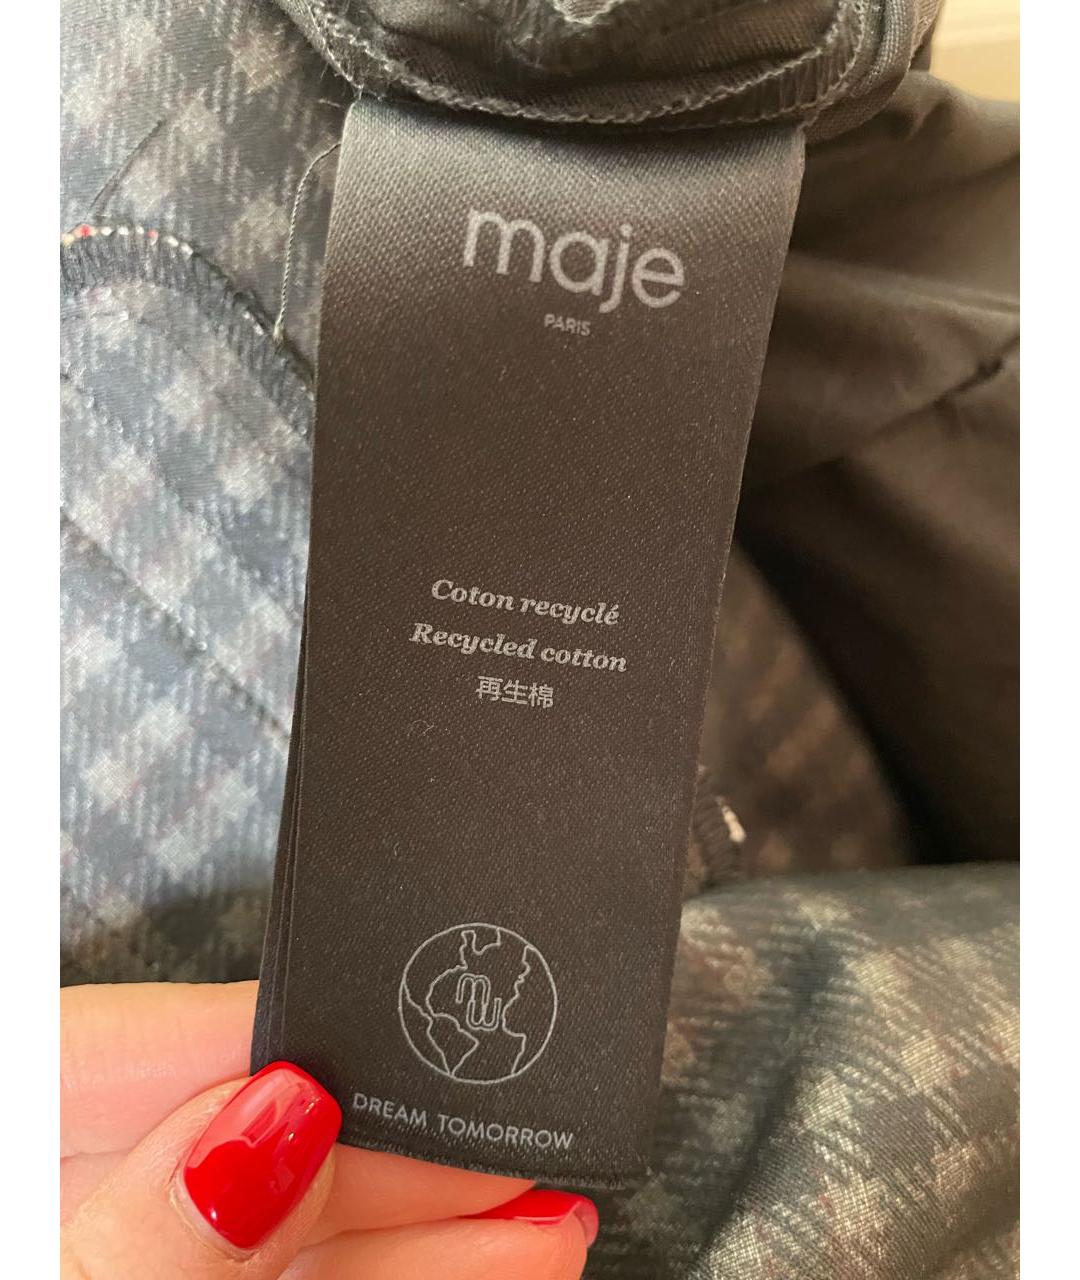 maje
PARIS
Coton recyclé
Recycled cotton
再生棉
DREAM TOMORROW